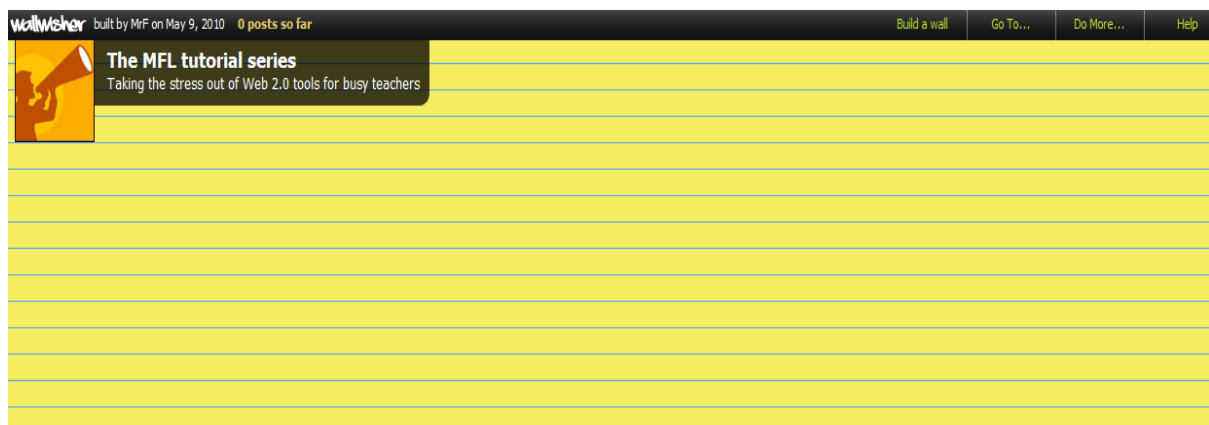 wallwisher built by MrF on May 9, 2010 0 posts so far Build a wall Go To... Do More... Help
The MFL tutorial series
Taking the stress out of Web 2.0 tools for busy teachers